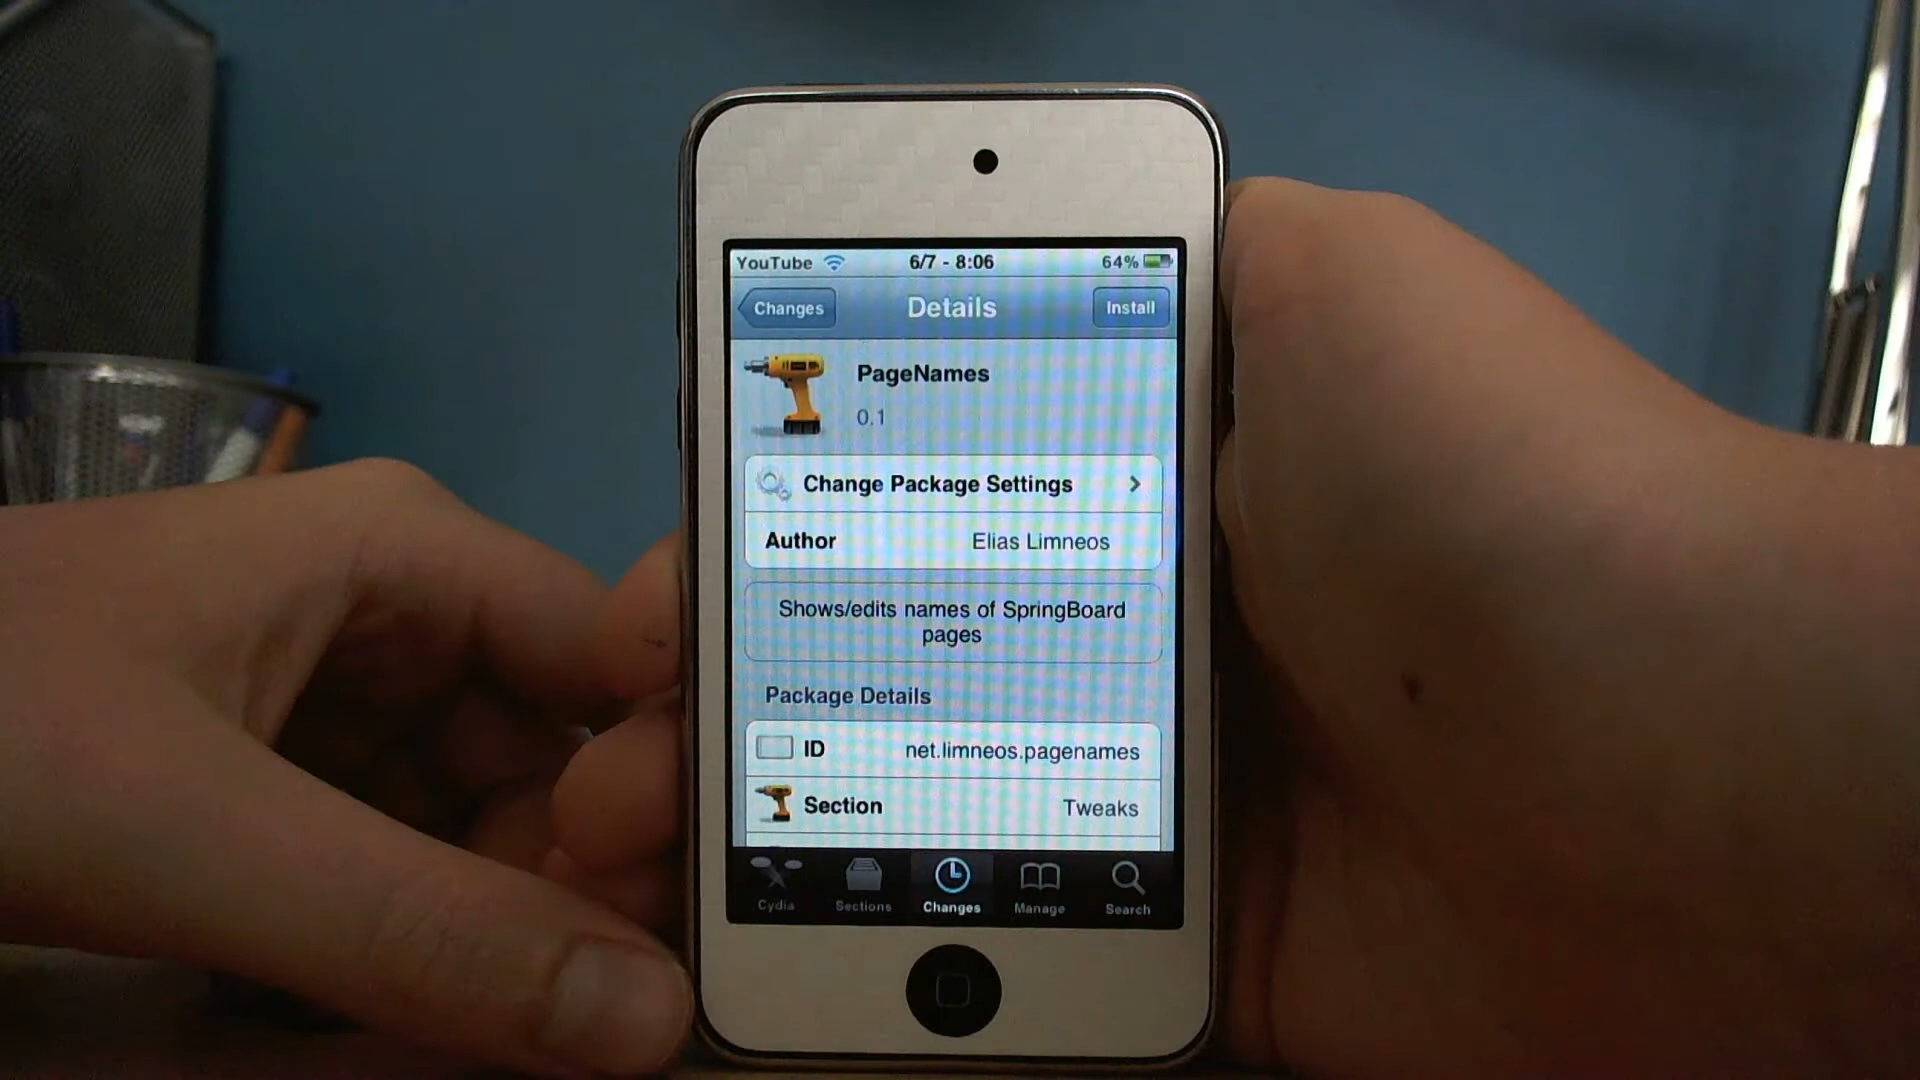 YouTube 6/7 - 8:06 64%
Changes Details Install
PageNames
0.1
Change Package Settings
Author Elias Limneos
Shows/edits names of SpringBoard
pages
Package Details
ID net.limneos.pagenames
Section Tweaks
Cydia Sections Changes Manage Search